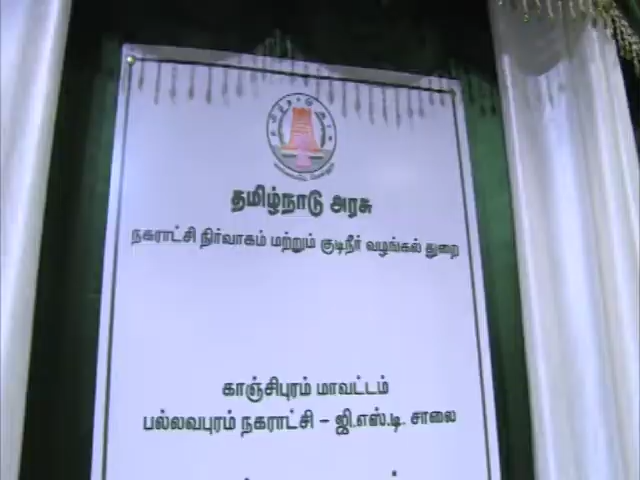 தமிழ்நாடு அரசு
நகராட்சி நிர்வாகம் மற்றும் குடிநீர் வழங்கல் துறை
காஞ்சிபுரம் மாவட்டம்
பல்லவபுரம் நகராட்சி – ஜி.எஸ்.டி. சாலை